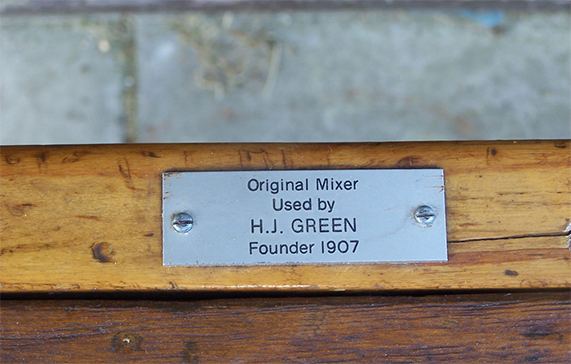 Original Mixer
Used by
H.J. GREEN
Founder 1907